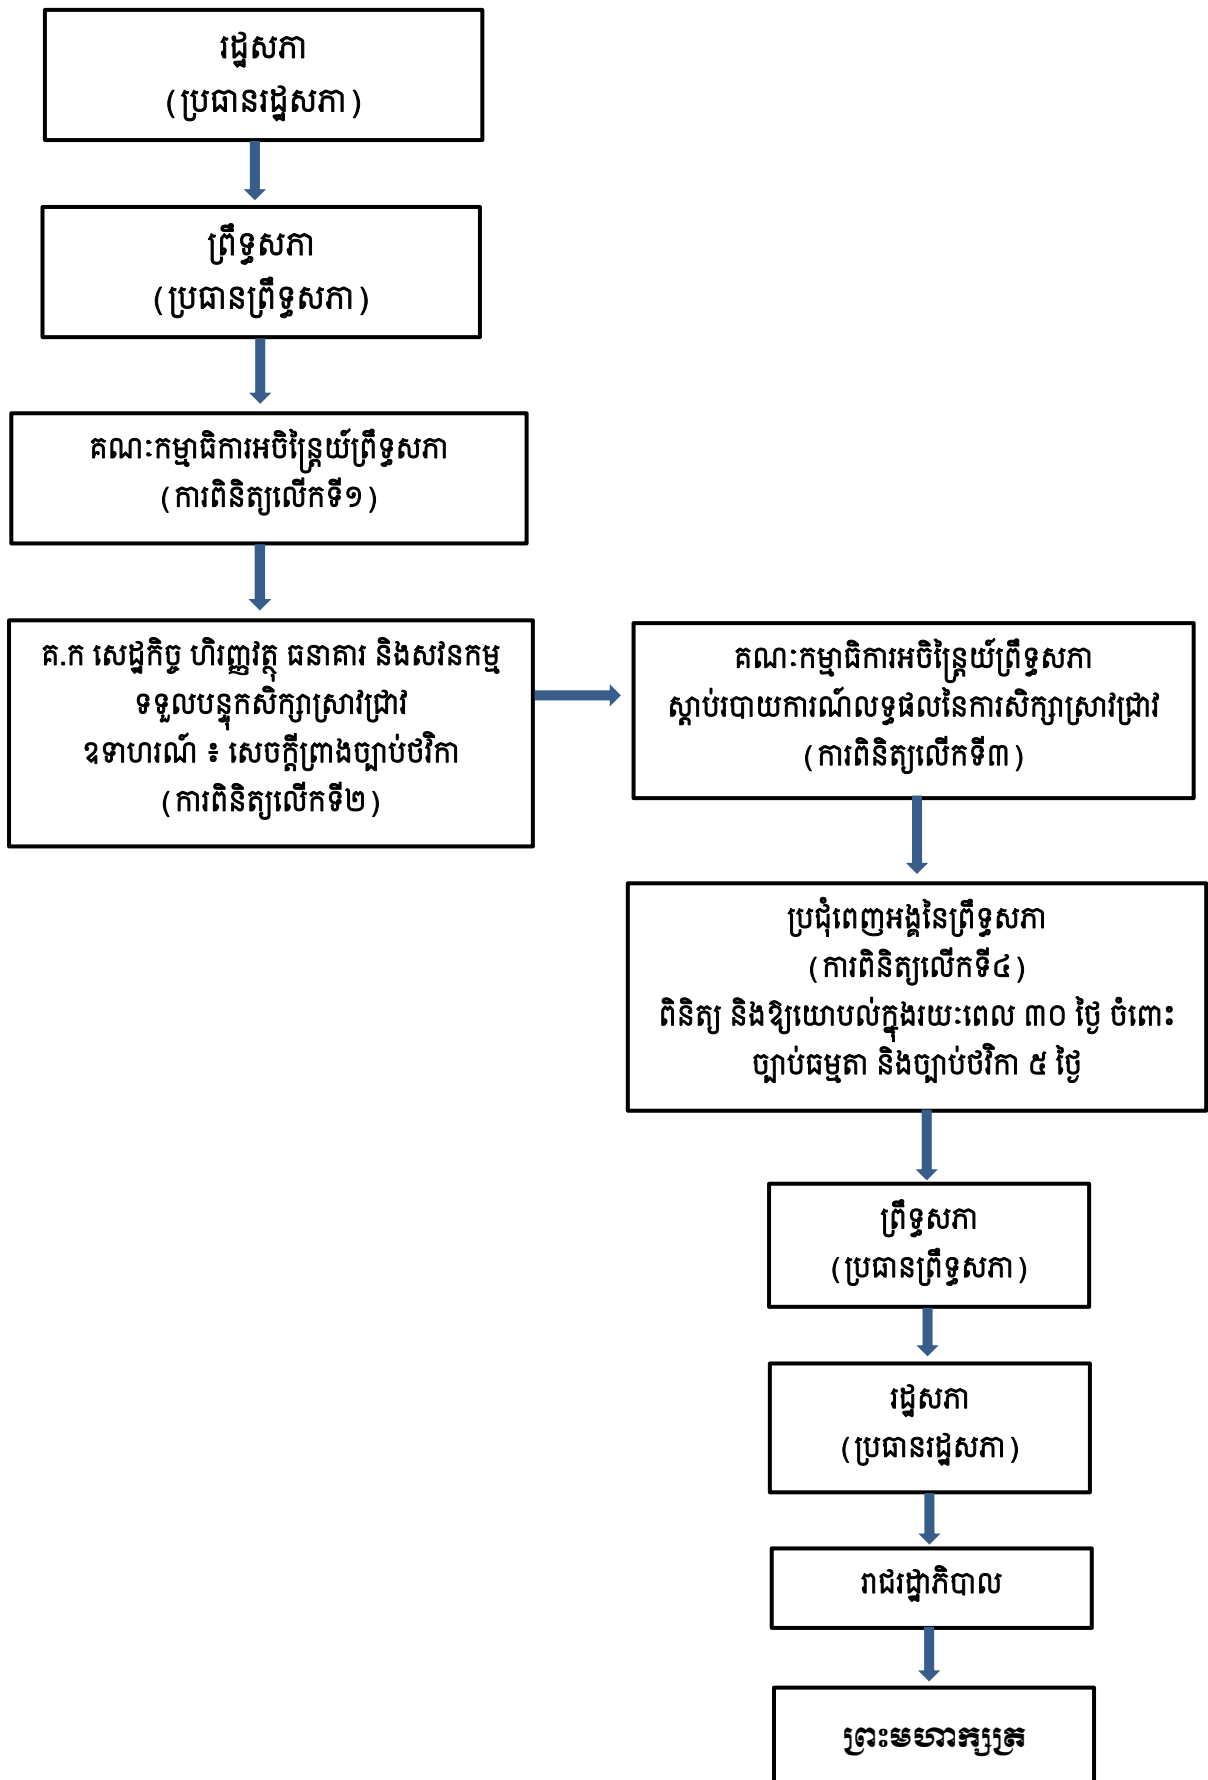 រដ្ឋសភា
(ប្រធានរដ្ឋសភា)
ព្រឹទ្ធសភា
(ប្រធានព្រឹទ្ធសភា)
គណៈកម្មាធិការអចិន្ត្រៃយ៍ព្រឹទ្ធសភា
(ការពិនិត្យលើកទី១)
គ.ក សេដ្ឋកិច្ច ហិរញ្ញវត្ថុ ធនាគារ និងសវនកម្ម
ទទួលបន្ទុកសិក្សាស្រាវជ្រាវ
ឧទាហរណ៍ ៖ សេចក្តីព្រាងច្បាប់ថវិកា
(ការពិនិត្យលើកទី២)
គណៈកម្មាធិការអចិន្ត្រៃយ៍ព្រឹទ្ធសភា
ស្តាប់របាយការណ៍លទ្ធផលនៃការសិក្សាស្រាវជ្រាវ
(ការពិនិត្យលើកទី៣)
ប្រជុំពេញអង្គនៃព្រឹទ្ធសភា
(ការពិនិត្យលើកទី៤)
ពិនិត្យ និងឱ្យយោបល់ក្នុងរយៈពេល ៣០ ថ្ងៃ ចំពោះ
ច្បាប់ធម្មតា និងច្បាប់ថវិកា ៥ ថ្ងៃ
ព្រឹទ្ធសភា
(ប្រធានព្រឹទ្ធសភា)
រដ្ឋសភា
(ប្រធានរដ្ឋសភា)
រាជរដ្ឋាភិបាល
ព្រះមហាក្សត្រ